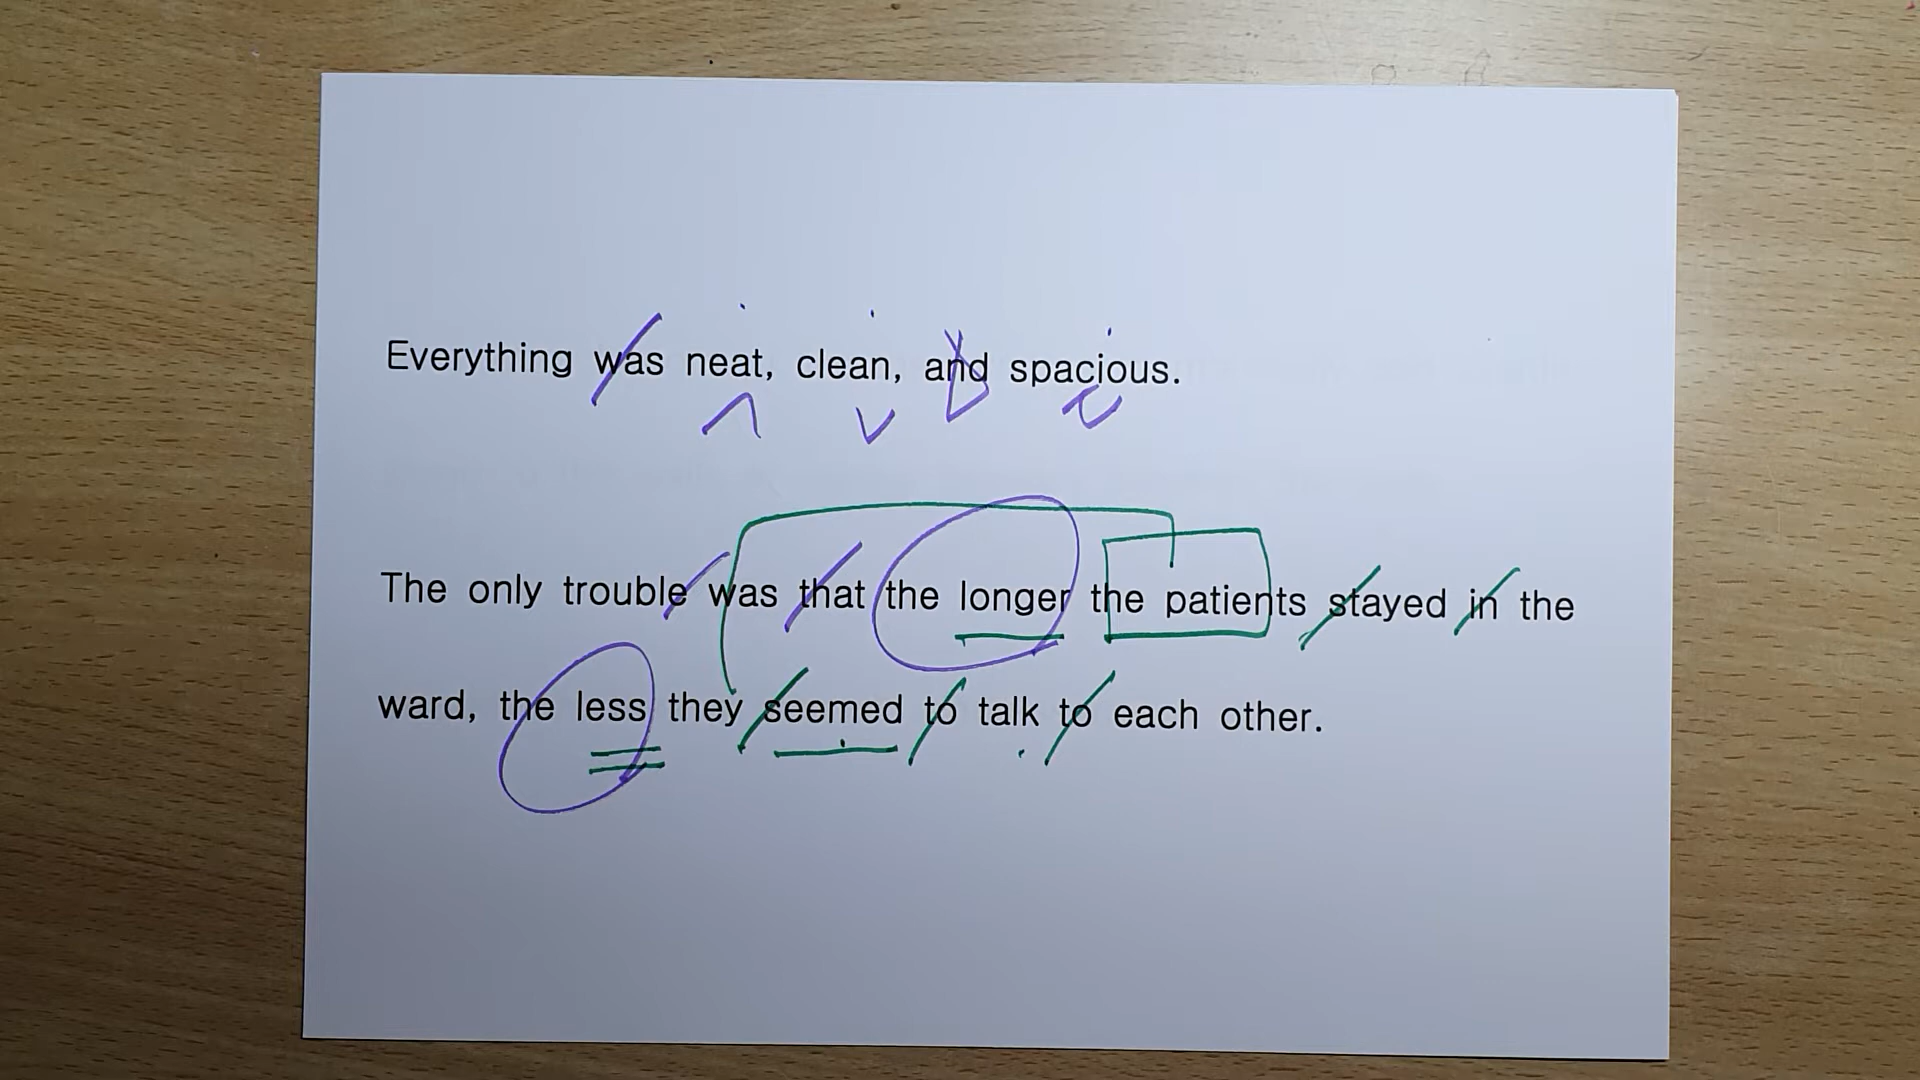 Everything was neat, clean, and spacious.
The only trouble was that the longer the patients stayed in the
ward, the less they seemed to talk to each other.